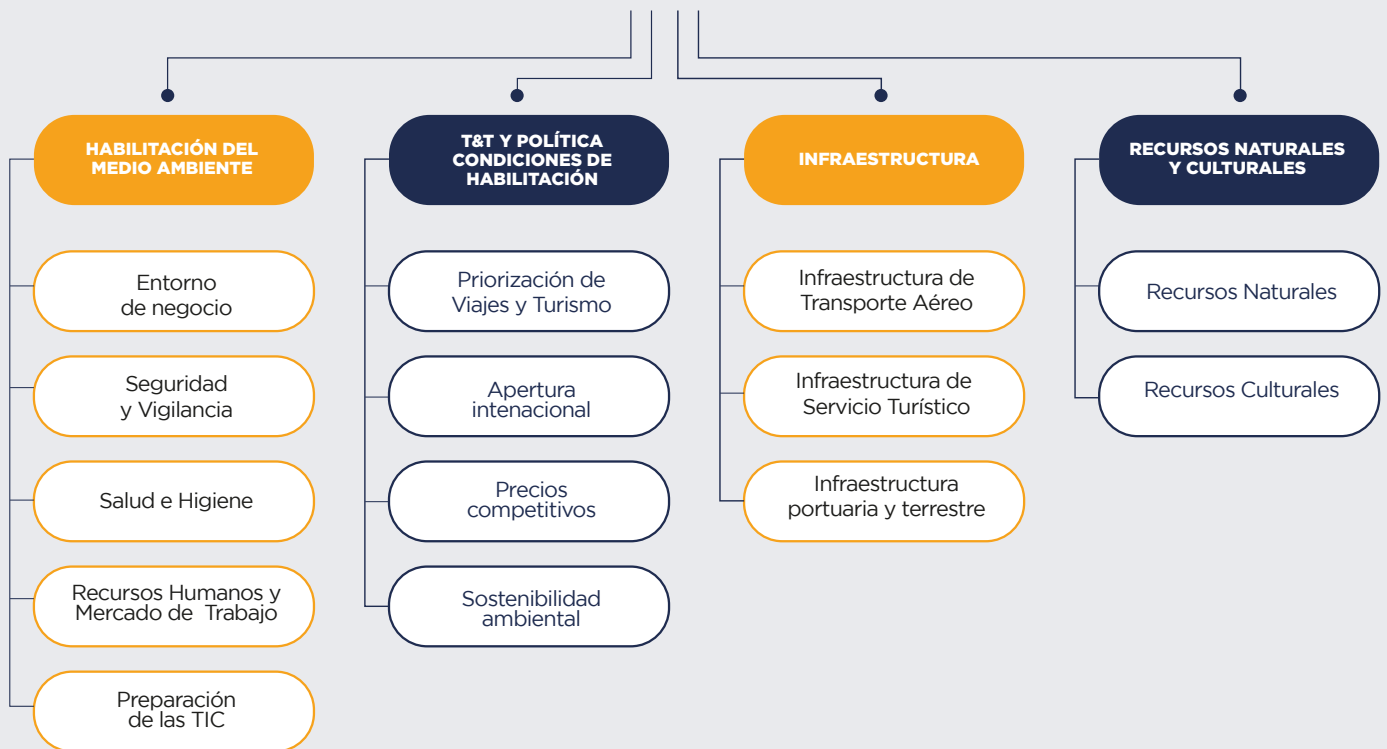 HABILITACIÓN DEL
MEDIO AMBIENTE
Entorno
de negocio
Seguridad
y Vigilancia
Salud e Higiene
Recursos Humanos y
Mercado de Trabajo
Preparación
de las TIC
T&T Y POLÍTICA
CONDICIONES DE
HABILITACIÓN
Priorización de
Viajes y Turismo
Apertura
intenacional
Precios
competitivos
Sostenibilidad
ambiental
INFRAESTRUCTURA
Infraestructura de
Transporte Aéreo
Infraestructura de
Servicio Turístico
Infraestructura
portuaria y terrestre
RECURSOS NATURALES
Y CULTURALES
Recursos Naturales
Recursos Culturales